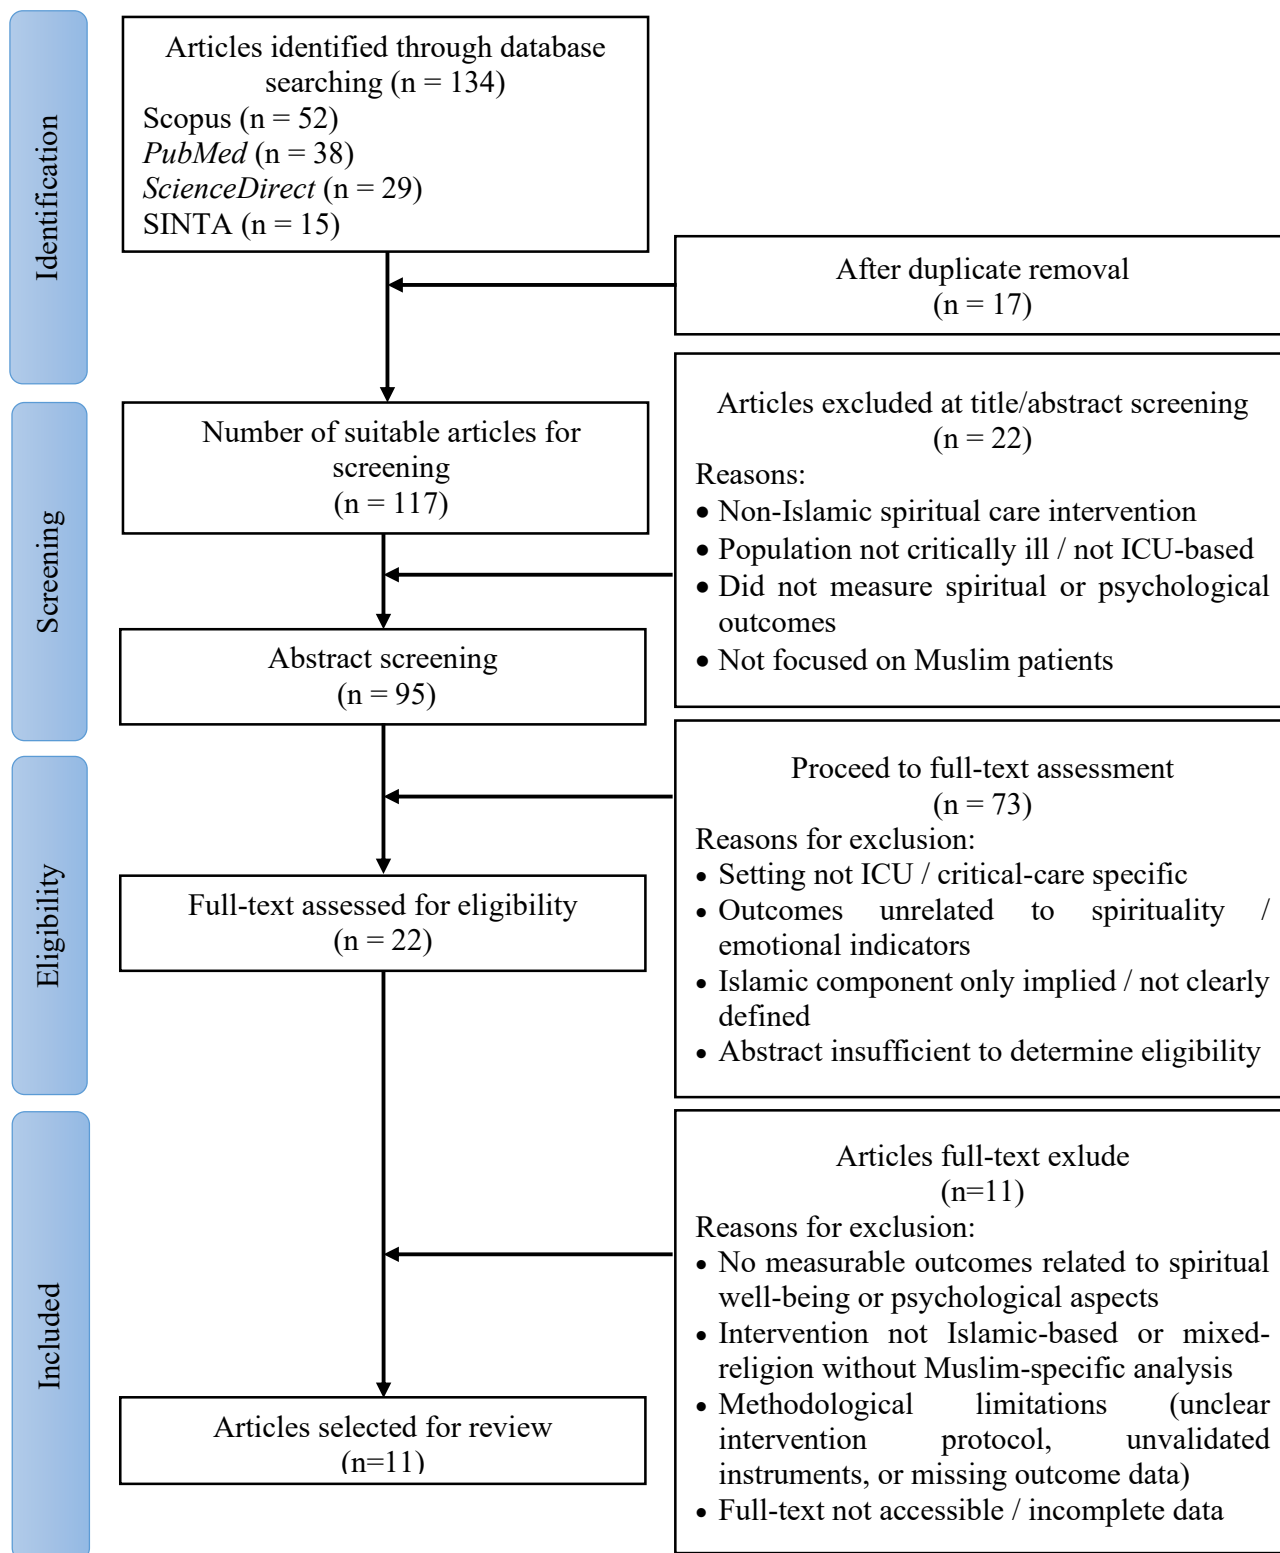 Identification
Articles identified through database
searching (n = 134)
Scopus (n = 52)
PubMed (n = 38)
ScienceDirect (n = 29)
SINTA (n = 15)
After duplicate removal
(n = 17)
Screening
Number of suitable articles for
screening
(n = 117)
Articles excluded at title/abstract screening
(n = 22)
Reasons:
• Non-Islamic spiritual care intervention
• Population not critically ill / not ICU-based
• Did not measure spiritual or psychological
outcomes
• Not focused on Muslim patients
Abstract screening
(n = 95)
Eligibility
Proceed to full-text assessment
(n = 73)
Reasons for exclusion:
• Setting not ICU / critical-care specific
• Outcomes unrelated to spirituality /
emotional indicators
• Islamic component only implied / not clearly
defined
• Abstract insufficient to determine eligibility
Full-text assessed for eligibility
(n = 22)
Included
Articles full-text exlude
(n=11)
Reasons for exclusion:
• No measurable outcomes related to spiritual
well-being or psychological aspects
• Intervention not Islamic-based or mixed-
religion without Muslim-specific analysis
• Methodological limitations (unclear
intervention protocol, unvalidated
instruments, or missing outcome data)
• Full-text not accessible / incomplete data
Articles selected for review
(n=11)